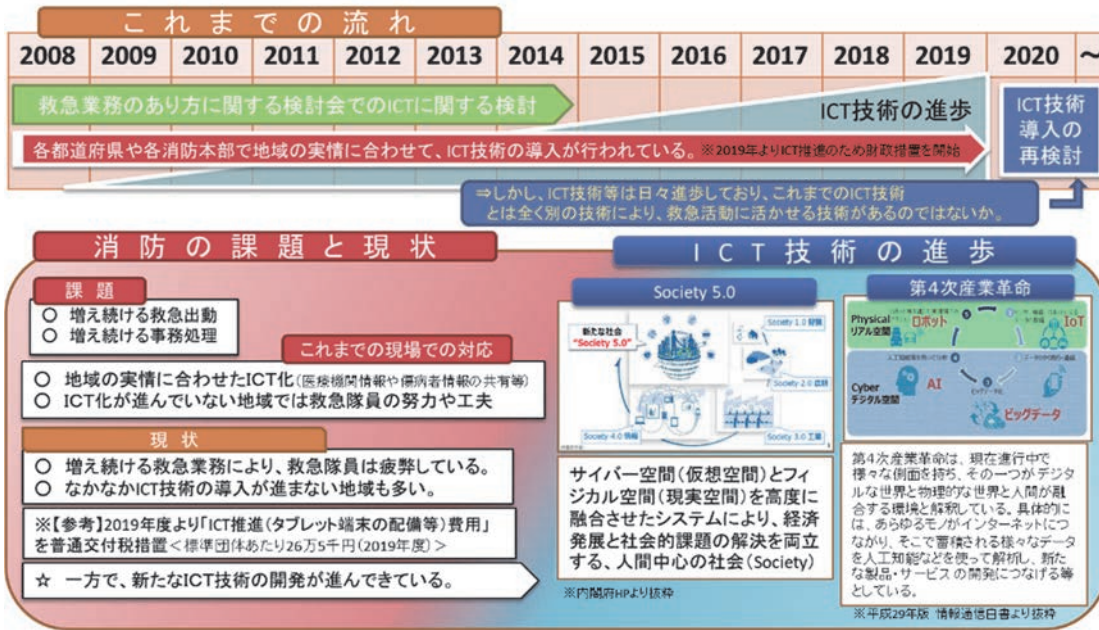 これまでの流れ
2008 2009 2010 2011 2012 2013 2014 2015 2016 2017 2018 2019 2020 ～
救急業務のあり方に関する検討会でのICTに関する検討
ICT技術の進歩
各都道府県や各消防本部で地域の実情に合わせて、ICT技術の導入が行われている。※2019年よりICT推進のため財政措置を開始
ICT技術
導入の
再検討
⇒しかし、ICT技術等は日々進歩しており、これまでのICT技術
とは全く別の技術により、救急活動に活かせる技術があるのではないか。
消防の課題と現状
課題
○ 増え続ける救急出動
○ 増え続ける事務処理
これまでの現場での対応
○ 地域の実情に合わせたICT化(医療機関情報や傷病者情報の共有等)
○ ICT化が進んでいない地域では救急隊員の努力や工夫
現状
○ 増え続ける救急業務により、救急隊員は疲弊している。
○ なかなかICT技術の導入が進まない地域も多い。
※【参考】2019年度より「ICT推進(タブレット端末の配備等)費用」
を普通交付税措置＜標準団体あたり26万5千円(2019年度)＞
☆ 一方で、新たなICT技術の開発が進んできている。
ICT技術の進歩
Society 5.0
新たな社会
"Society 5.0"
Society 1.0 狩猟
Society 2.0 農耕
Society 3.0 工業
Society 4.0 情報
サイバー空間(仮想空間)とフィ
ジカル空間(現実空間)を高度に
融合させたシステムにより、経済
発展と社会的課題の解決を両立
する、人間中心の社会(Society)
※内閣府HPより抜粋
第4次産業革命
Physical
リアル空間
ロボット
IoT
Cyber
デジタル空間
AI
ビッグデータ
第4次産業革命は、現在進行中で
様々な側面を持ち、その一つがデジタ
ルな世界と物理的な世界と人間が融
合する環境と解釈している。具体的に
は、あらゆるモノがインターネットにつ
ながり、そこで蓄積される様々なデータ
を人工知能などを使って解析し、新た
な製品・サービスの開発につなげる等
としている。
※平成29年版 情報通信白書より抜粋